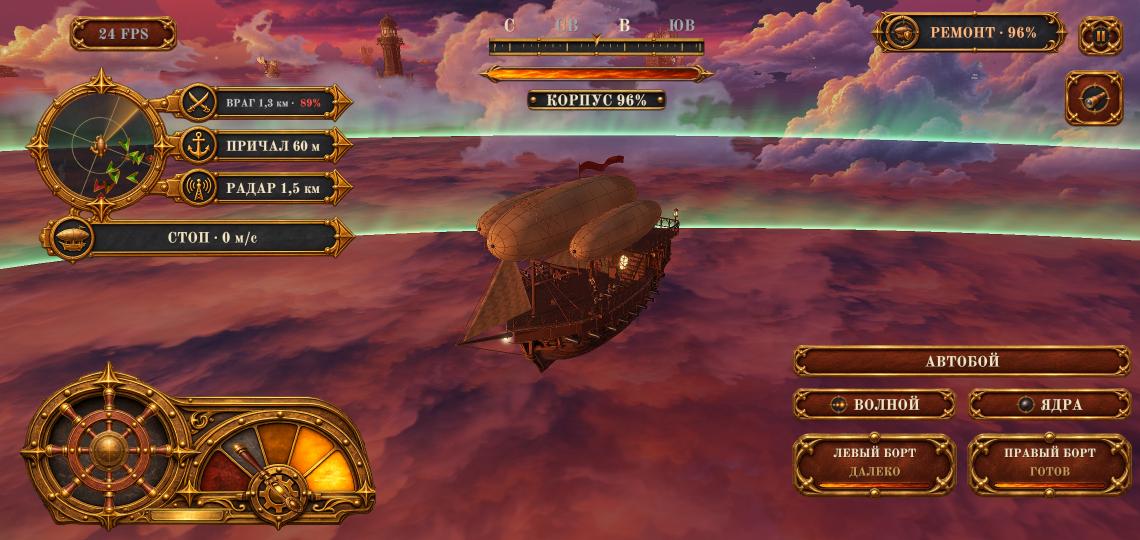 24 FPS
С СВ В ЮВ
РЕМОНТ · 96%
КОРПУС 96%
ВРАГ 1,3 км · 89%
ПРИЧАЛ 60 м
РАДАР 1,5 км
СТОП · 0 м/с
АВТОБОЙ
ВОЛНОЙ
ЯДРА
ЛЕВЫЙ БОРТ
ДАЛЕКО
ПРАВЫЙ БОРТ
ГОТОВ